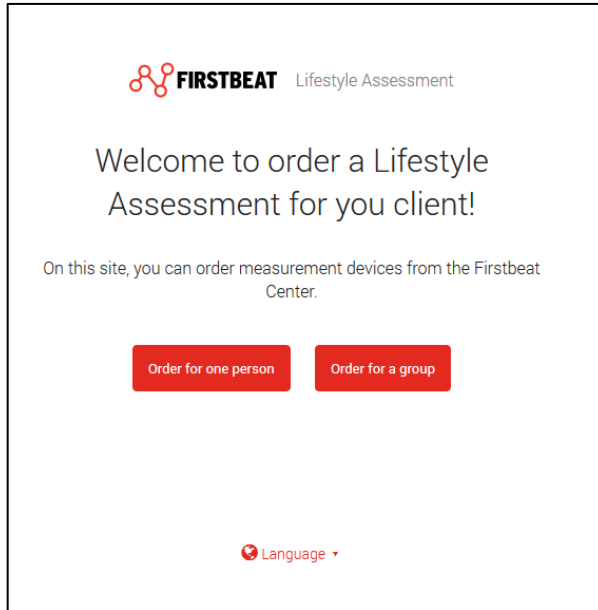 FIRSTBEAT Lifestyle Assessment
Welcome to order a Lifestyle
Assessment for you client!
On this site, you can order measurement devices from the Firstbeat
Center.
Order for one person Order for a group
Language